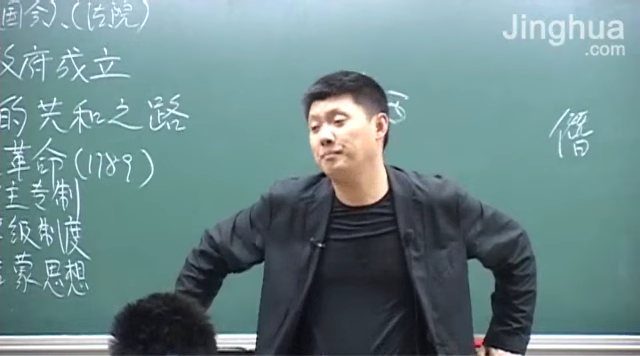 国会)、(法院)
政府成立
的共和之路
革命(1789)
主专制
级制度
蒙思想
僭
Jinghua
.com